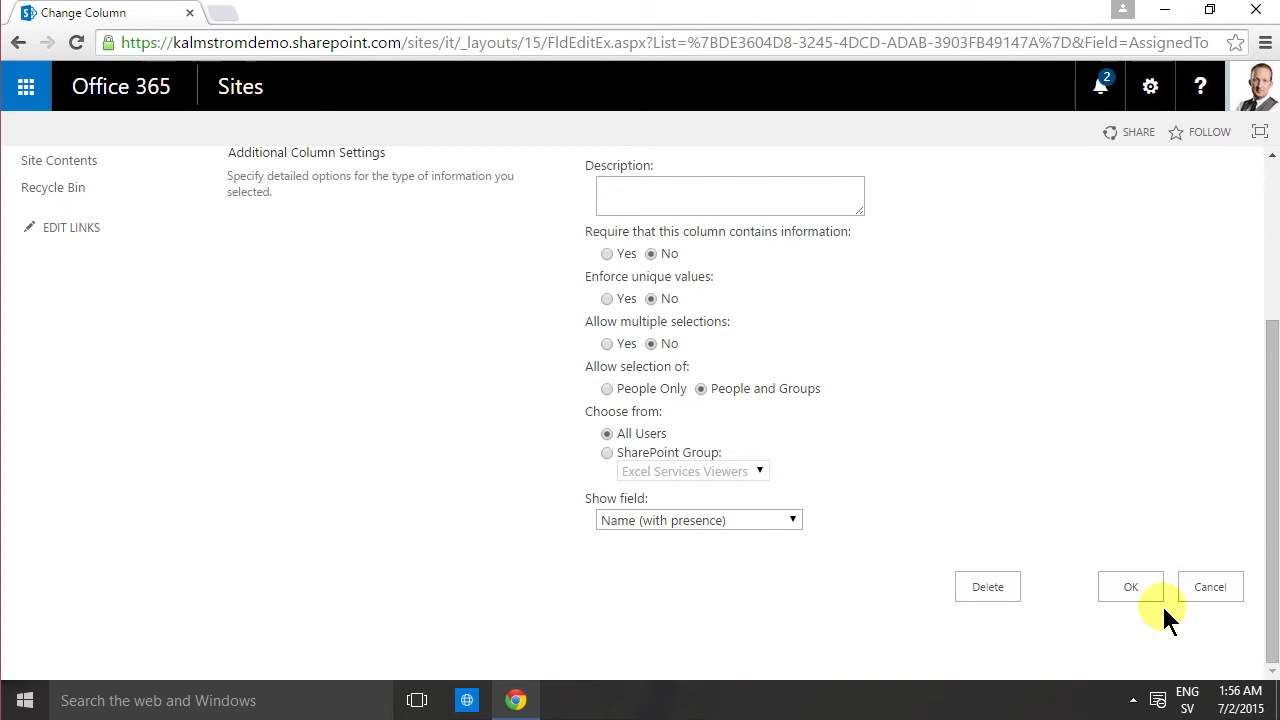 Change Column
https://kalmstromdemo.sharepoint.com/sites/it/_layouts/15/FldEditEx.aspx?List=%7BDE3604D8-3245-4DCD-ADAB-3903FB49147A%7D&Field=AssignedTo
Office 365
Sites
2
?
SHARE
FOLLOW
Site Contents
Recycle Bin
EDIT LINKS
Additional Column Settings
Specify detailed options for the type of information you
selected.
Description:
Require that this column contains information:
Yes No
Enforce unique values:
Yes No
Allow multiple selections:
Yes No
Allow selection of:
People Only People and Groups
Choose from:
All Users
SharePoint Group:
Excel Services Viewers
Show field:
Name (with presence)
Delete
OK
Cancel
Search the web and Windows
ENG
SV
1:56 AM
7/2/2015